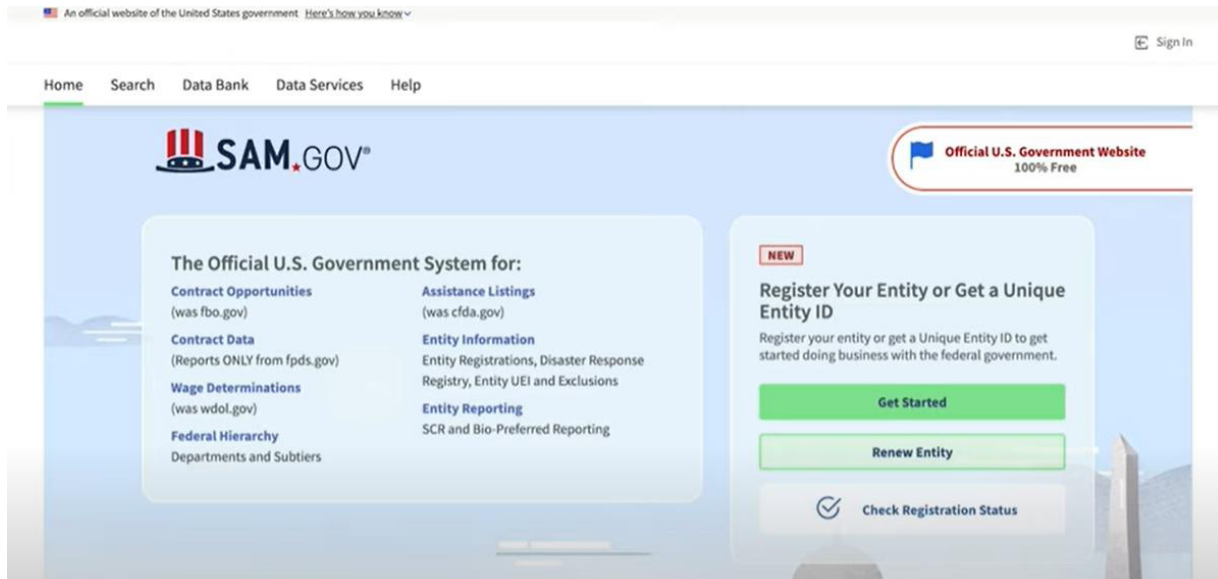 An official website of the United States government Here's how you know
Sign In
Home Search Data Bank Data Services Help
SAM.GOV®
Official U.S. Government Website
100% Free
The Official U.S. Government System for:
Contract Opportunities
(was fbo.gov)
Contract Data
(Reports ONLY from fpds.gov)
Wage Determinations
(was wdol.gov)
Federal Hierarchy
Departments and Subtiers
Assistance Listings
(was cfda.gov)
Entity Information
Entity Registrations, Disaster Response
Registry, Entity UEI and Exclusions
Entity Reporting
SCR and Bio-Preferred Reporting
NEW
Register Your Entity or Get a Unique
Entity ID
Register your entity or get a Unique Entity ID to get
started doing business with the federal government.
Get Started
Renew Entity
Check Registration Status